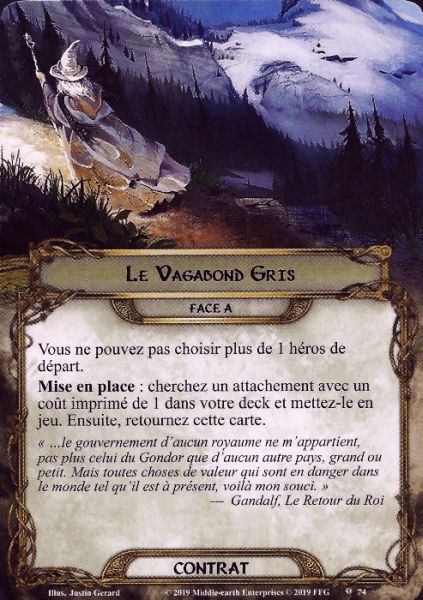 Le Vagabond Gris
FACE A
Vous ne pouvez pas choisir plus de 1 héros de
départ.
Mise en place : cherchez un attachement avec un
coût imprimé de 1 dans votre deck et mettez-le en
jeu. Ensuite, retournez cette carte.
« ...le gouvernement d'aucun royaume ne m'appartient,
pas plus celui du Gondor que d'aucun autre pays, grand ou
petit. Mais toutes choses de valeur qui sont en danger dans
le monde tel qu'il est à présent, voilà mon souci. »
— Gandalf, Le Retour du Roi
CONTRAT
Illus. Justin Gerard © 2019 Middle-earth Enterprises © 2019 FFG 74